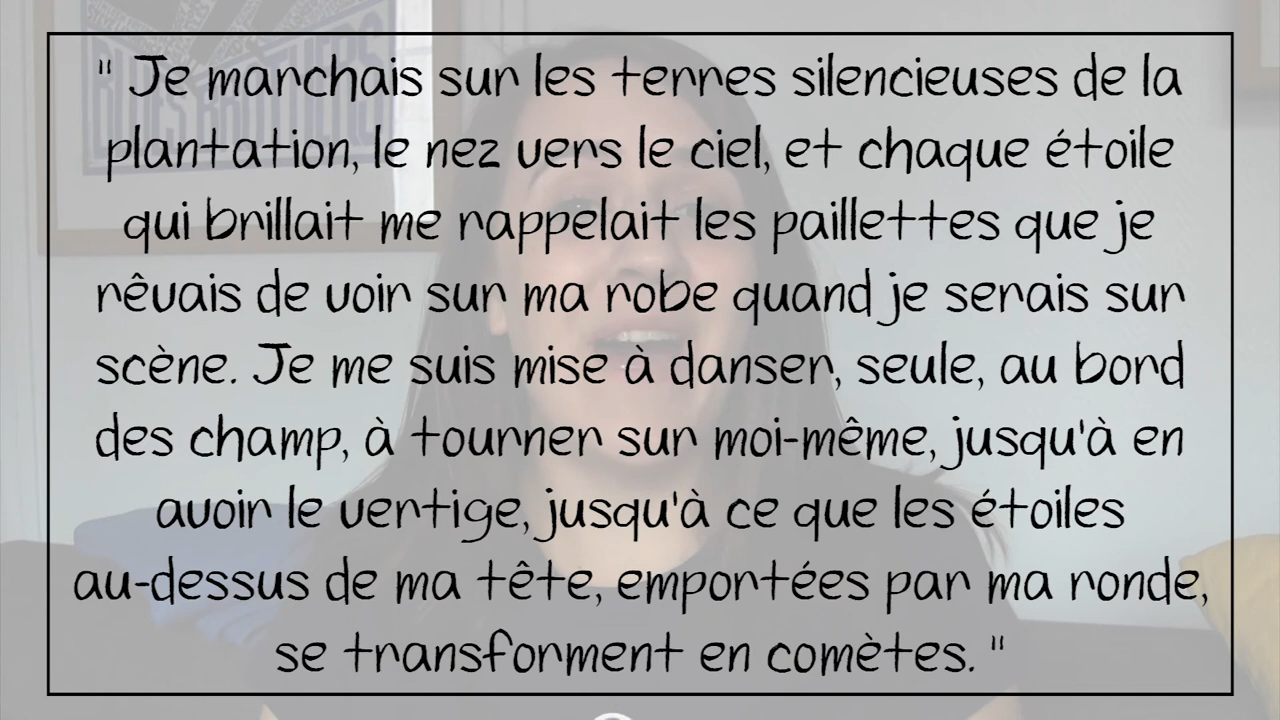 " Je marchais sur les terres silencieuses de la
plantation, le nez vers le ciel, et chaque étoile
qui brillait me rappelait les paillettes que je
rêvais de voir sur ma robe quand je serais sur
scène. Je me suis mise à danser, seule, au bord
des champ, à tourner sur moi-même, jusqu'à en
avoir le vertige, jusqu'à ce que les étoiles
au-dessus de ma tête, emportées par ma ronde,
se transforment en comètes. "